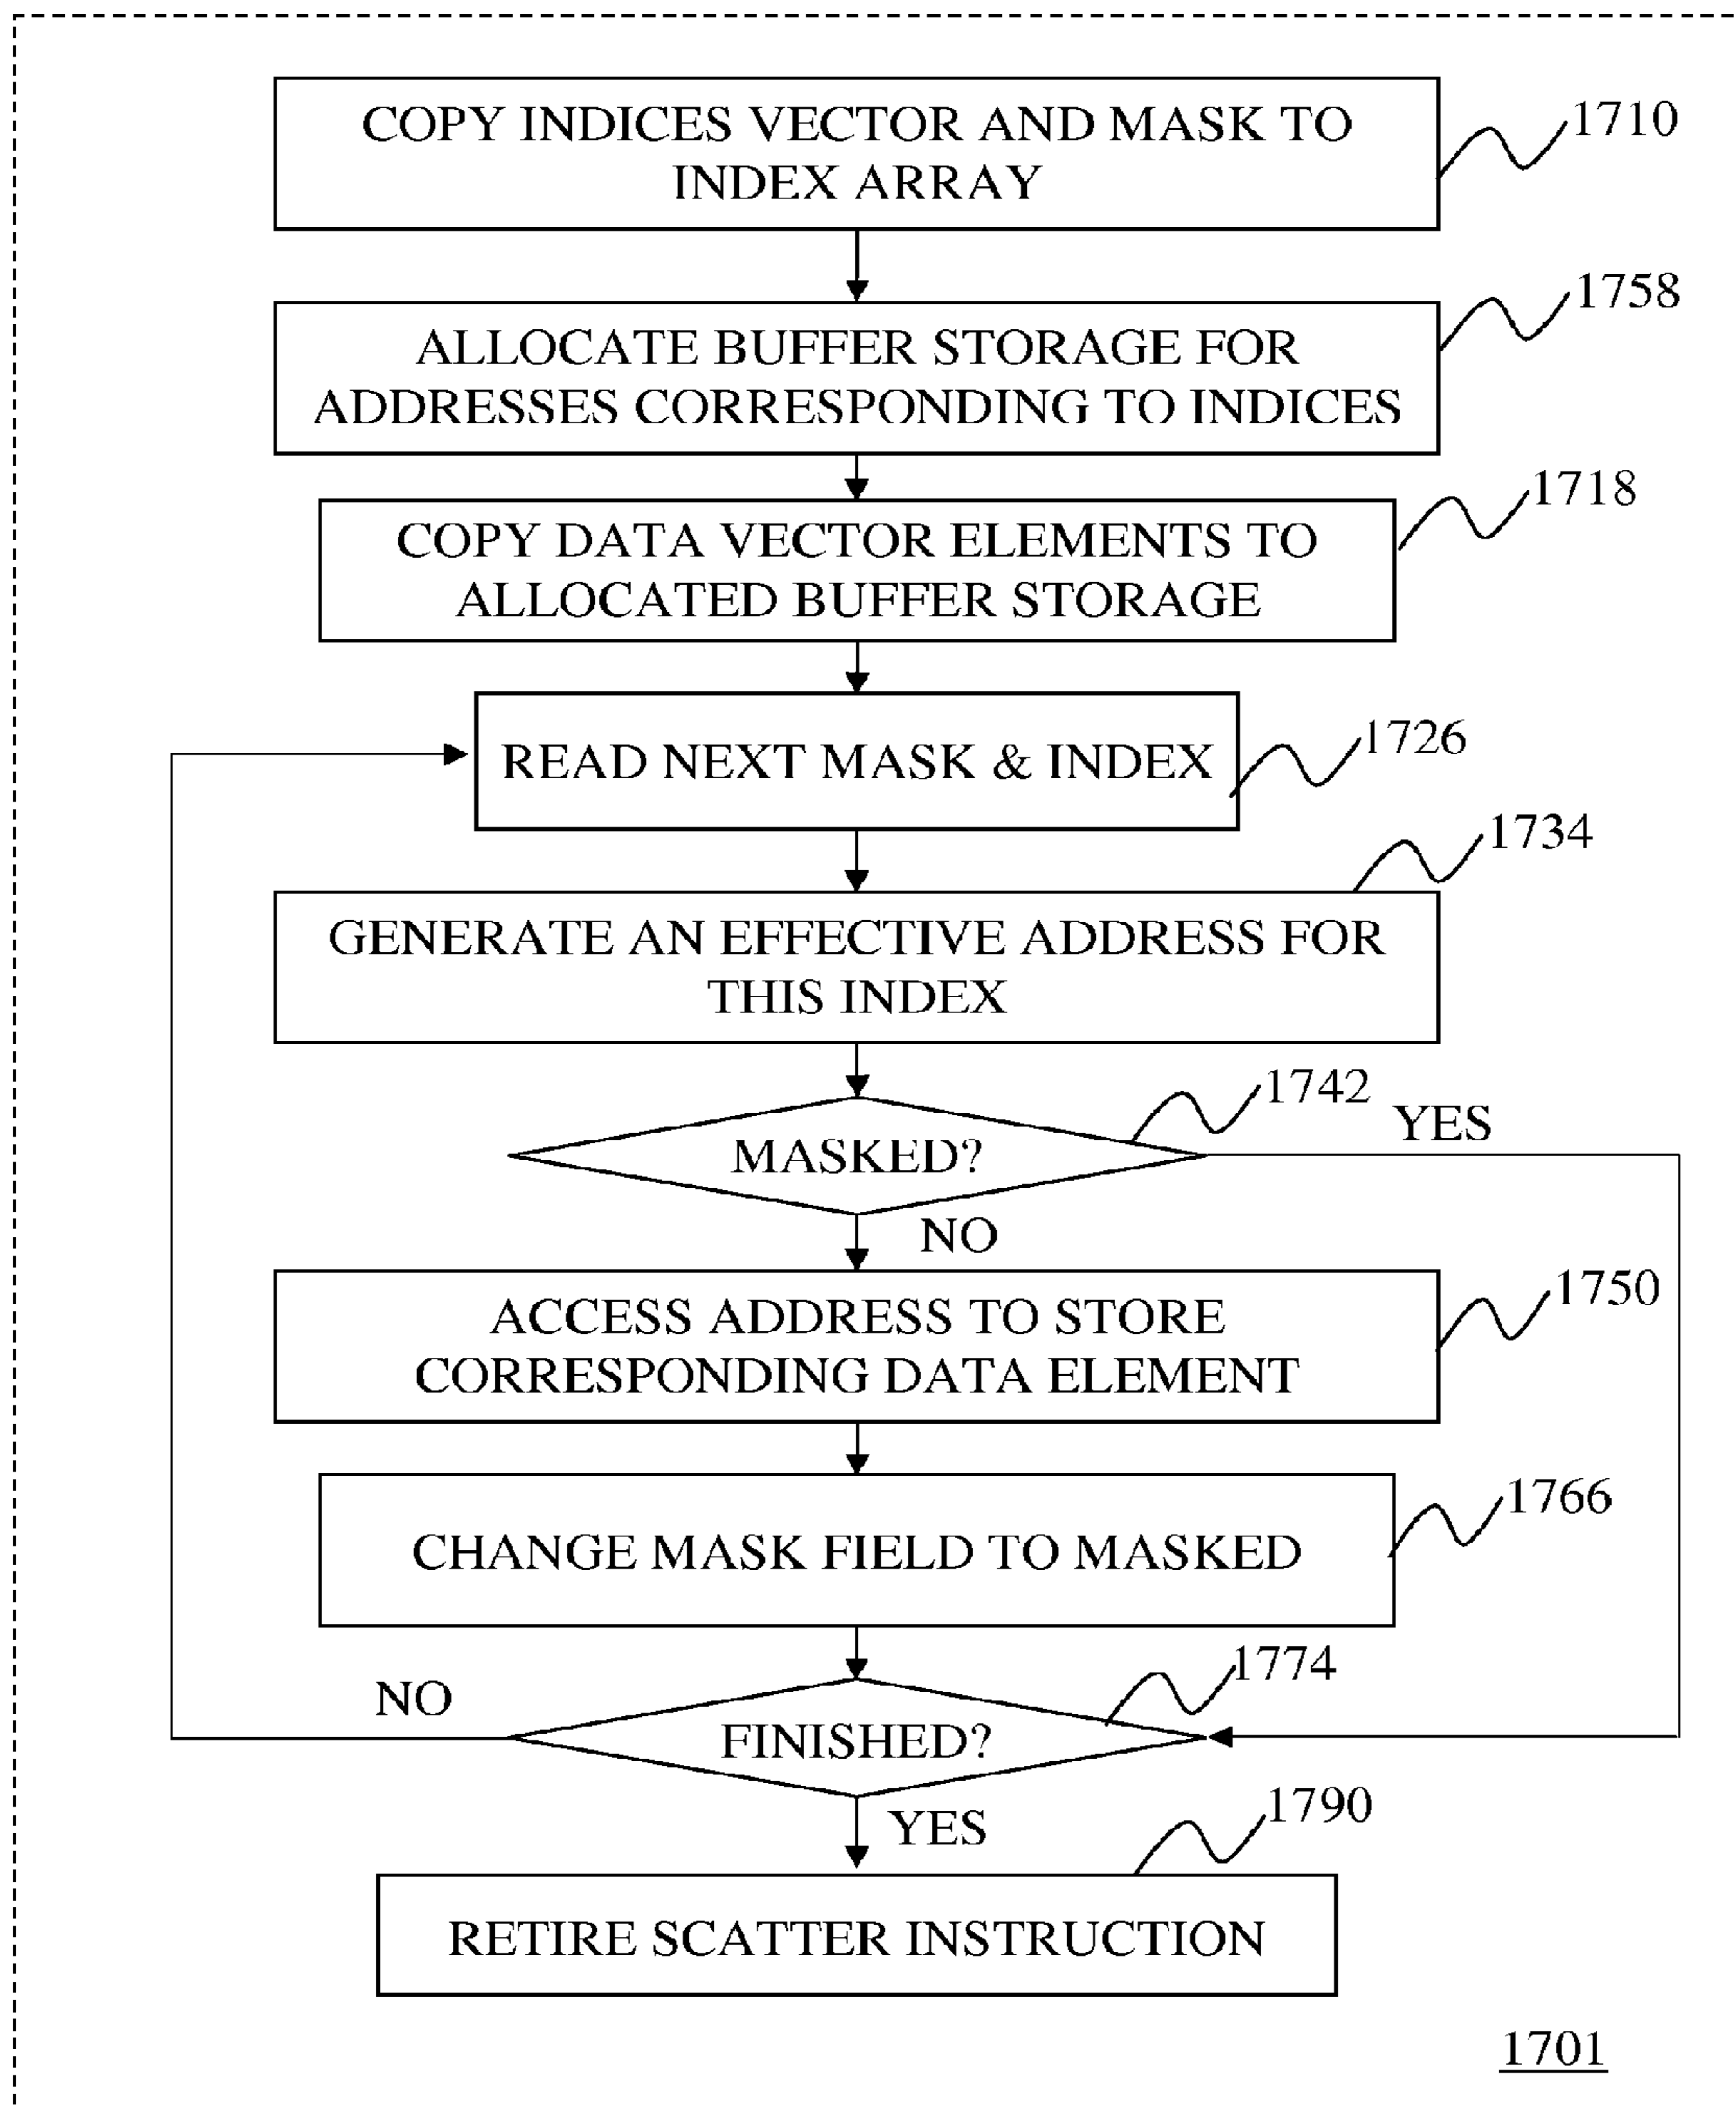 COPY INDICES VECTOR AND MASK TO
INDEX ARRAY
1710
ALLOCATE BUFFER STORAGE FOR
ADDRESSES CORRESPONDING TO INDICES
1758
COPY DATA VECTOR ELEMENTS TO
ALLOCATED BUFFER STORAGE
1718
READ NEXT MASK & INDEX
1726
GENERATE AN EFFECTIVE ADDRESS FOR
THIS INDEX
1734
MASKED?
1742
YES
NO
ACCESS ADDRESS TO STORE
CORRESPONDING DATA ELEMENT
1750
CHANGE MASK FIELD TO MASKED
1766
NO
FINISHED?
1774
YES
RETIRE SCATTER INSTRUCTION
1790
1701